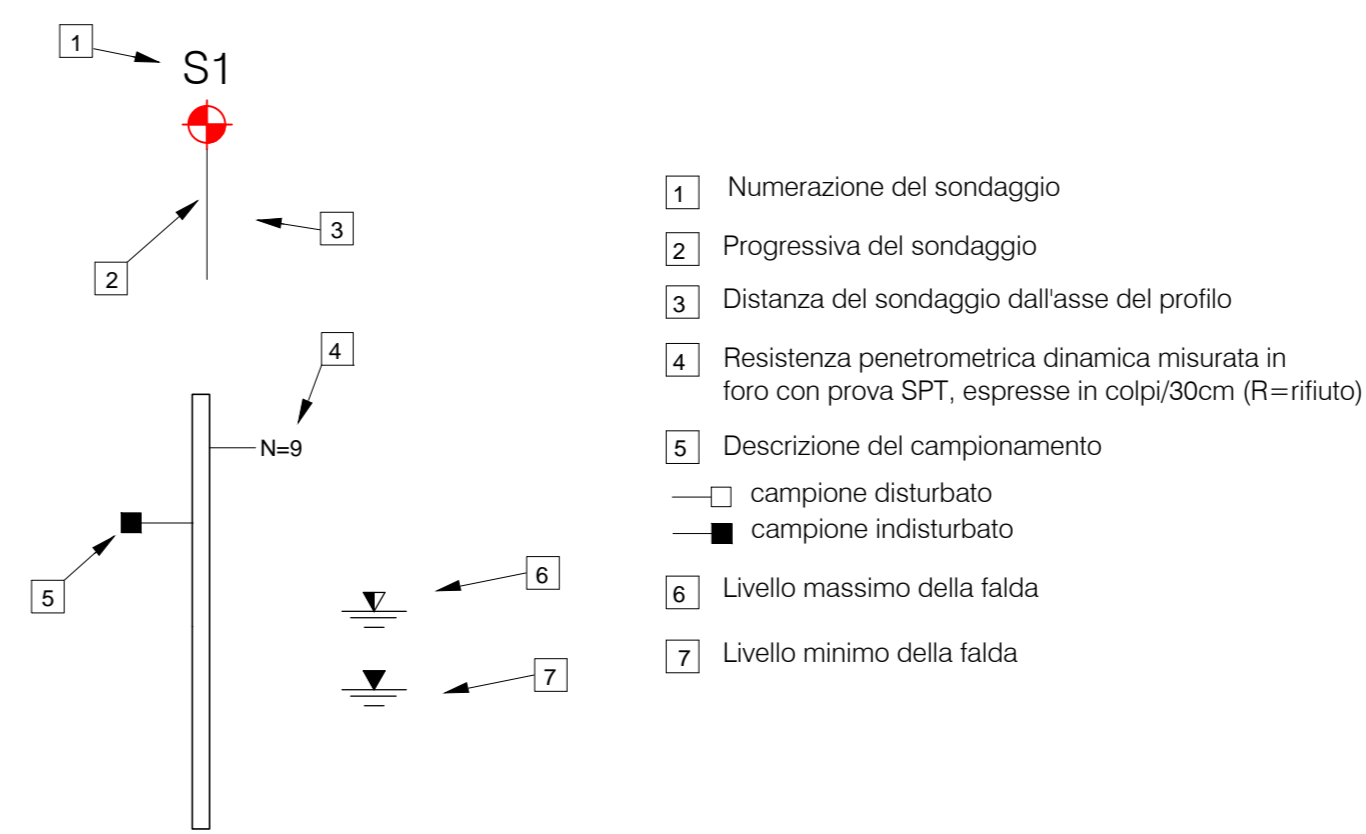 1
S1
2
3
4
N=9
5
6
7
1 Numerazione del sondaggio
2 Progressiva del sondaggio
3 Distanza del sondaggio dall'asse del profilo
4 Resistenza penetrometrica dinamica misurata in
foro con prova SPT, espresse in colpi/30cm (R=rifiuto)
5 Descrizione del campionamento
campione disturbato
campione indisturbato
6 Livello massimo della falda
7 Livello minimo della falda